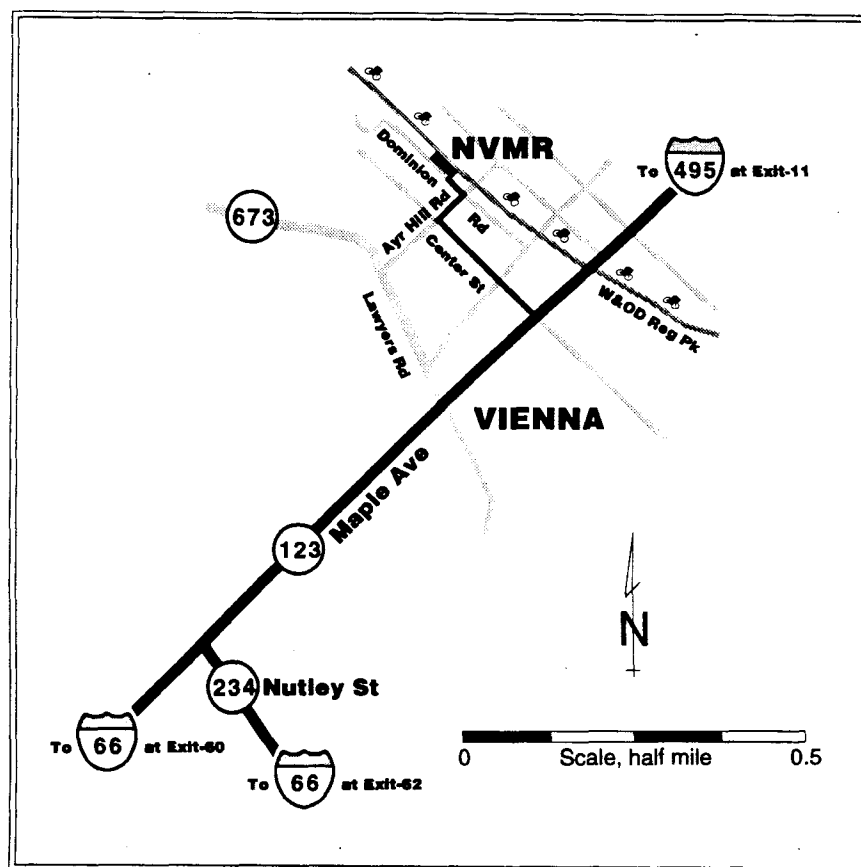 Dominion
NVMR
To 495 at Exit-11
673
Ayr Hill Rd
Rd
Center St
W&OD Reg Pk
Lawyers Rd
VIENNA
Maple Ave
123
N
234 Nutley St
To 66 at Exit-60
To 66 at Exit-62
0 0.5
Scale, half mile